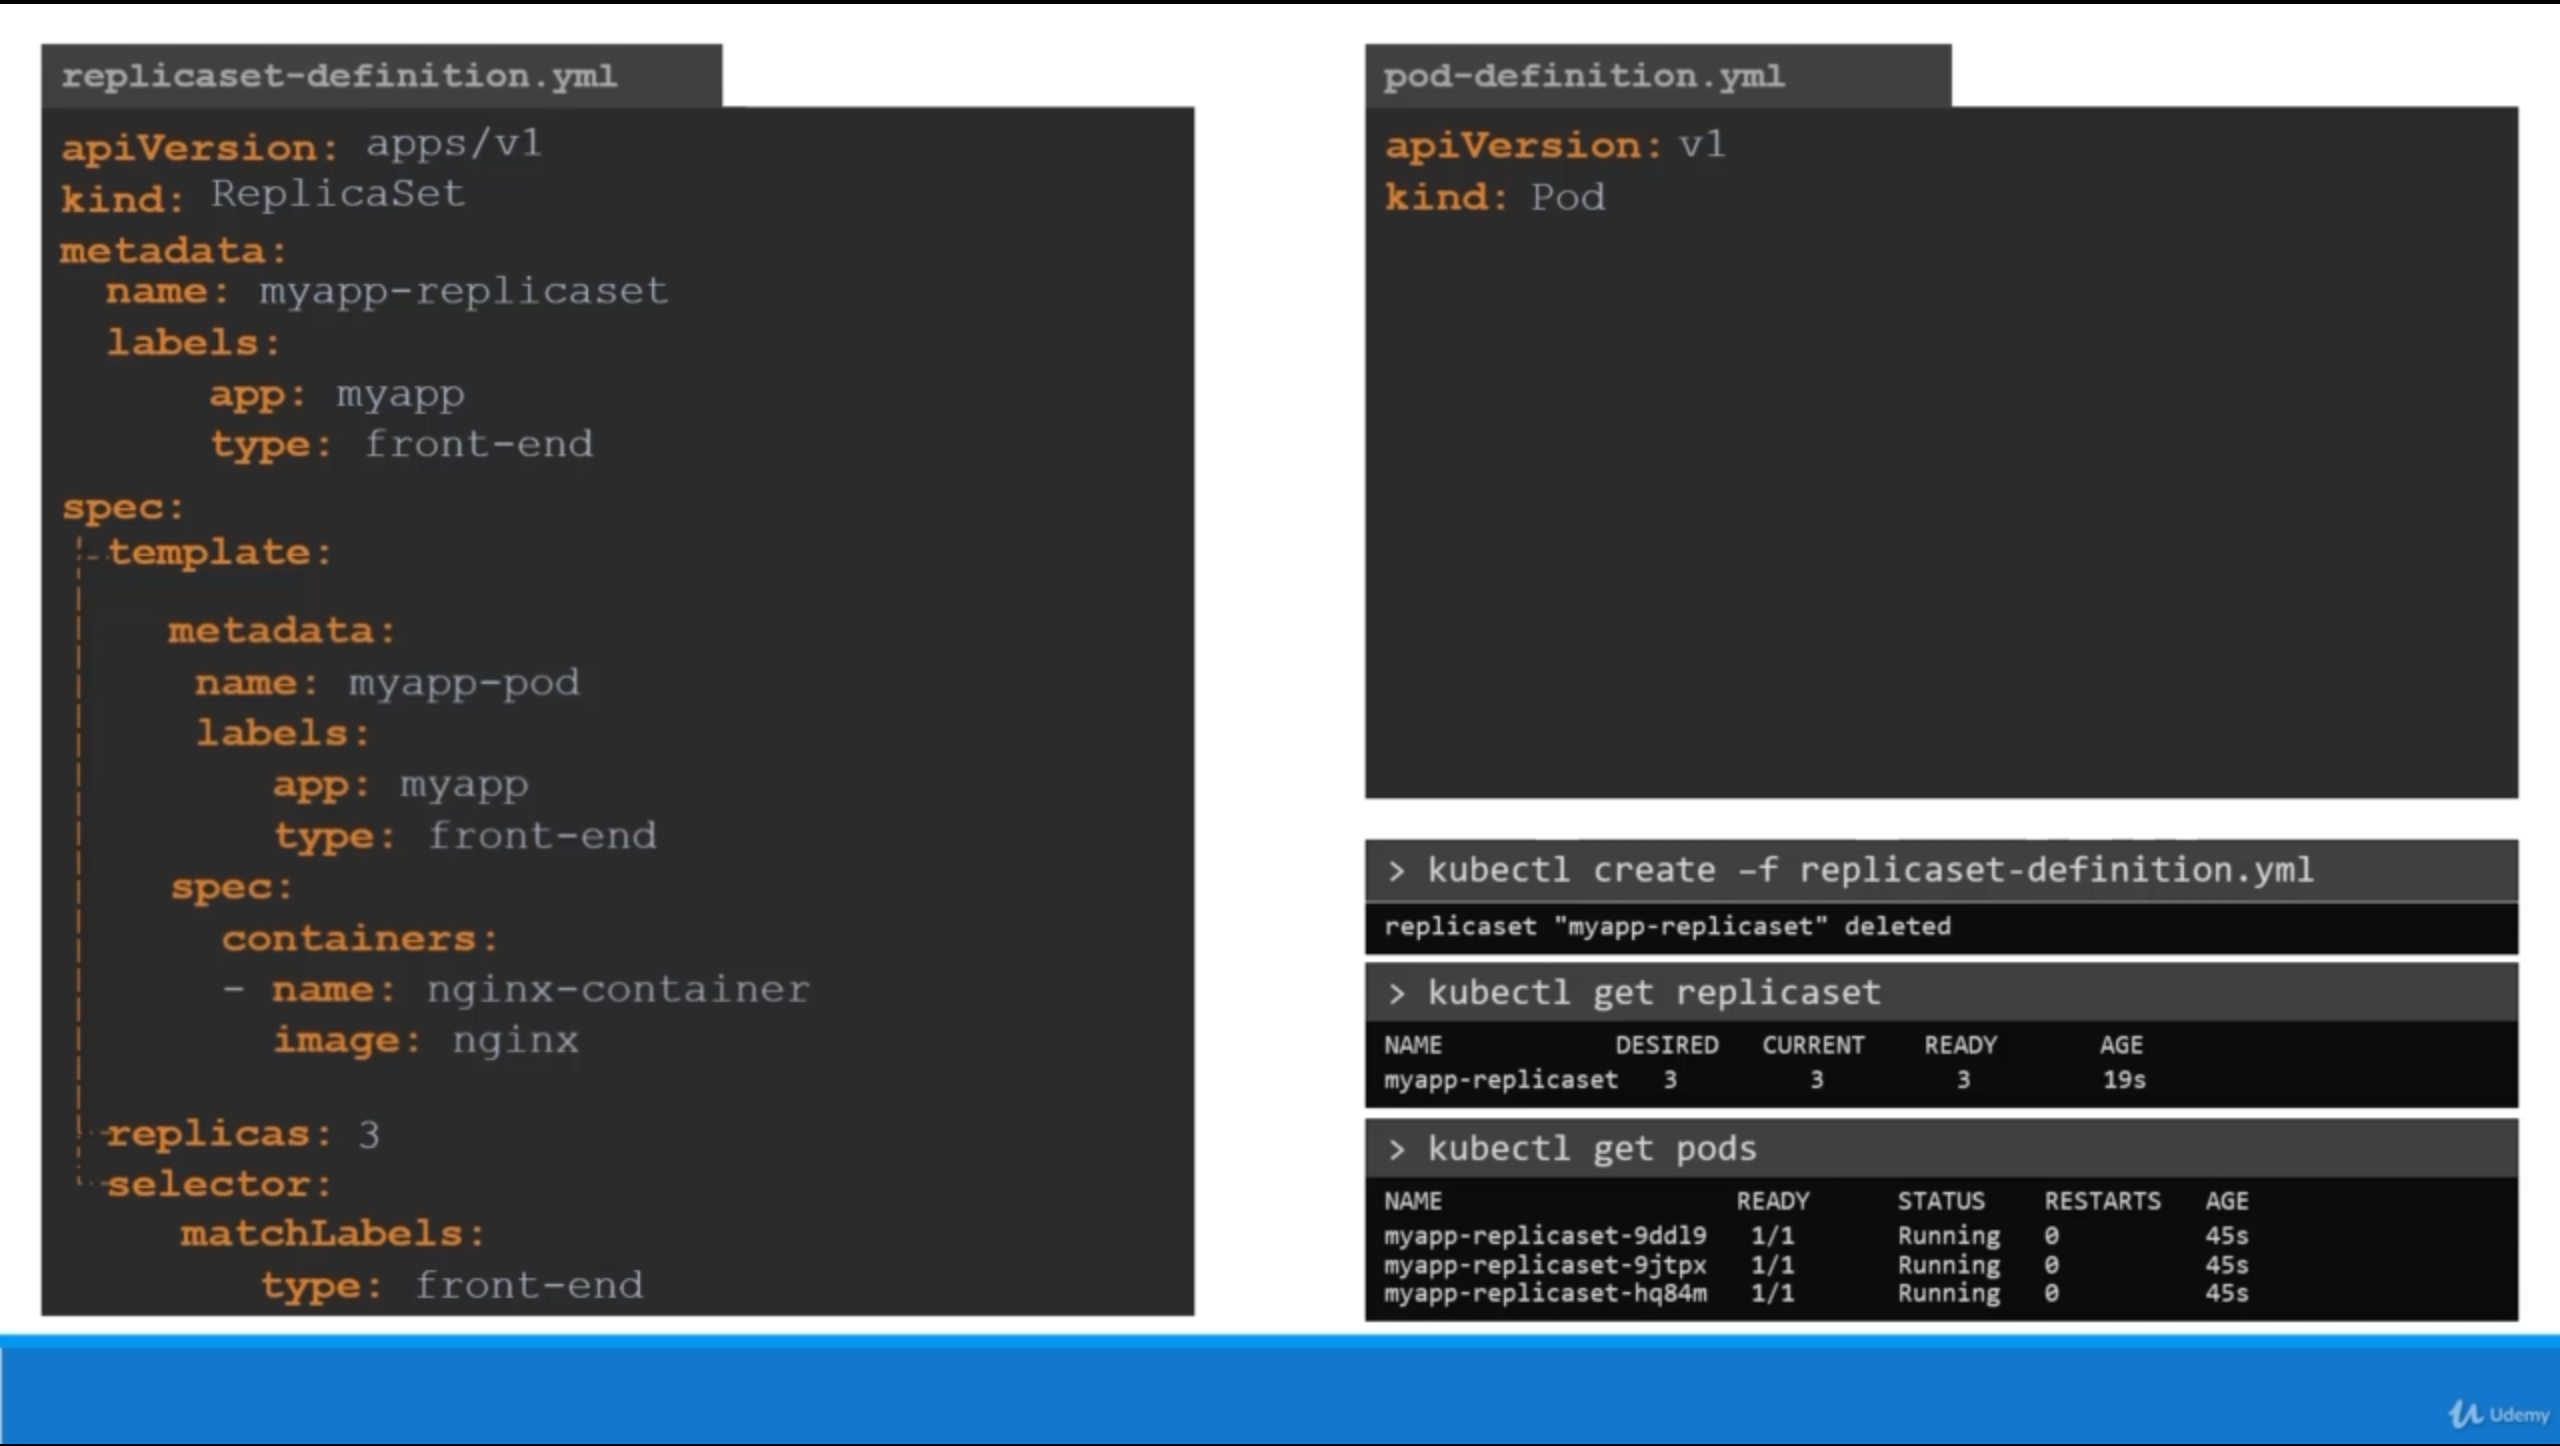 replicaset-definition.yml
apiVersion: apps/v1
kind: ReplicaSet
metadata:
name: myapp-replicaset
labels:
app: myapp
type: front-end
spec:
template:
metadata:
name: myapp-pod
labels:
app: myapp
type: front-end
spec:
containers:
- name: nginx-container
image: nginx
replicas: 3
selector:
matchLabels:
type: front-end
pod-definition.yml
apiVersion: v1
kind: Pod
> kubectl create –f replicaset-definition.yml
replicaset "myapp-replicaset" deleted
> kubectl get replicaset
NAME DESIRED CURRENT READY AGE
myapp-replicaset 3 3 3 19s
> kubectl get pods
NAME READY STATUS RESTARTS AGE
myapp-replicaset-9ddl9 1/1 Running 0 45s
myapp-replicaset-9jtpx 1/1 Running 0 45s
myapp-replicaset-hq84m 1/1 Running 0 45s
Udemy